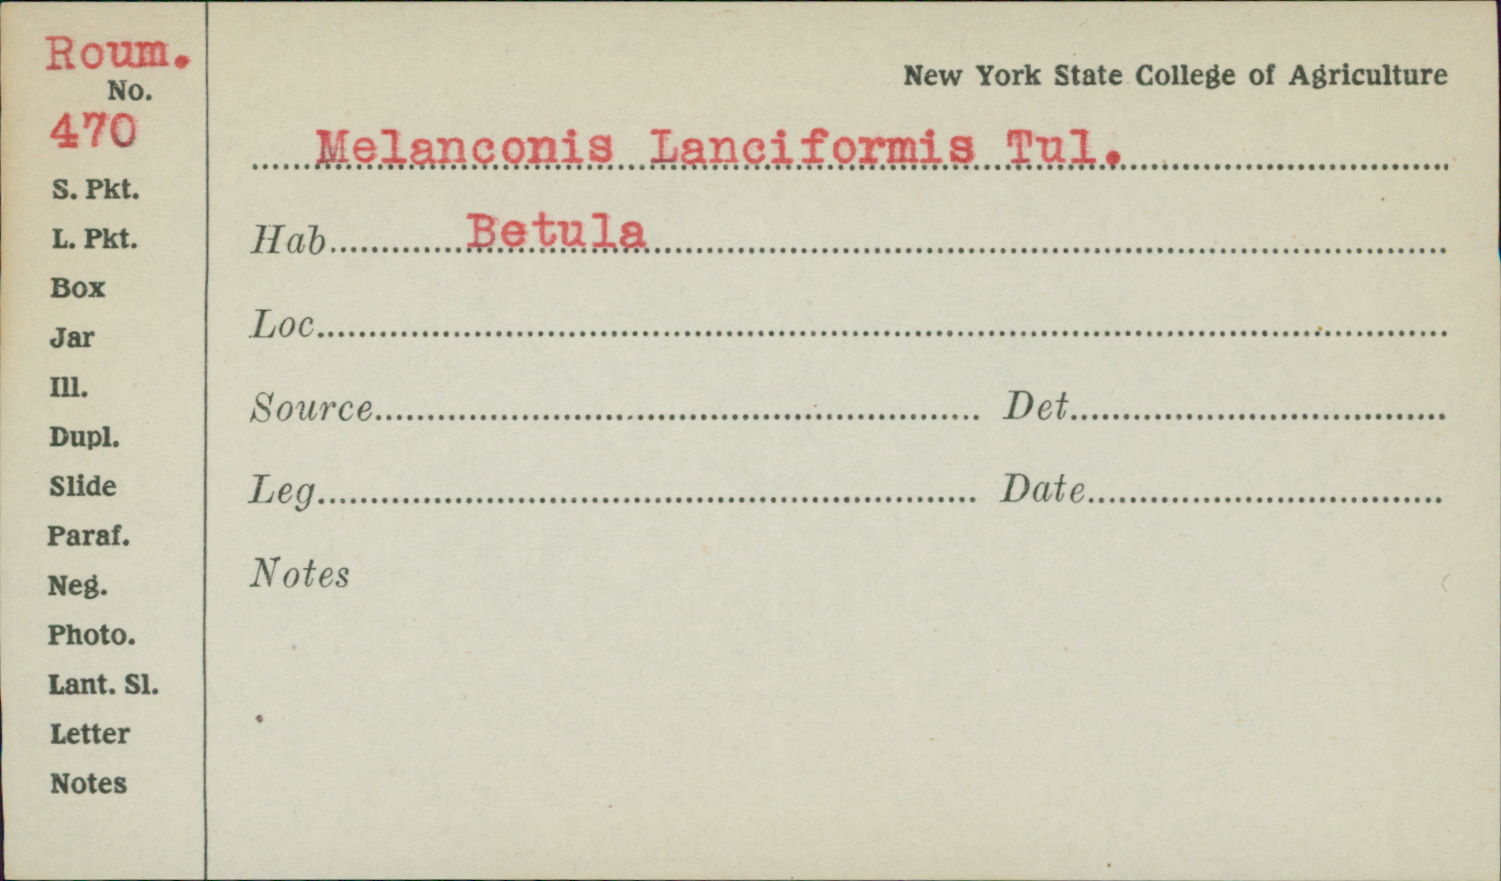 Roum.
No.
470
S. Pkt.
L. Pkt.
Box
Jar
Ill.
Dupl.
Slide
Paraf.
Neg.
Photo.
Lant. Sl.
Letter
Notes
New York State College of Agriculture
Melanconis Lanciformis Tul.
Hab. Betula
Loc.
Source Det.
Leg. Date
Notes